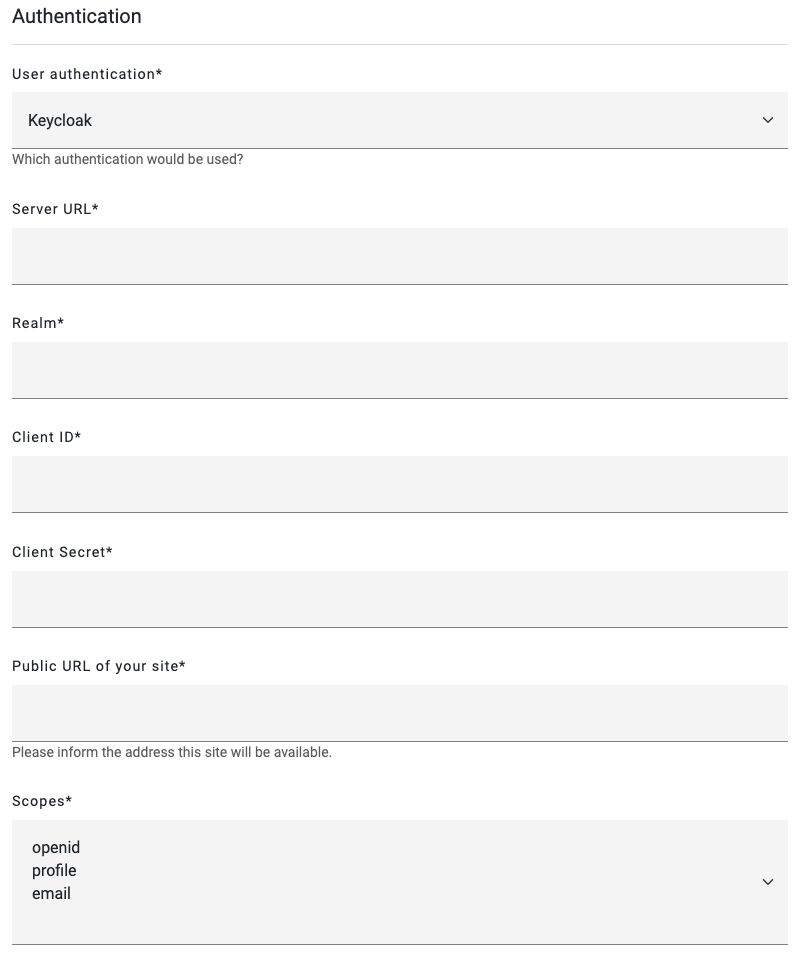 Authentication
User authentication*
Keycloak
Which authentication would be used?
Server URL*
Realm*
Client ID*
Client Secret*
Public URL of your site*
Please inform the address this site will be available.
Scopes*
openid
profile
email